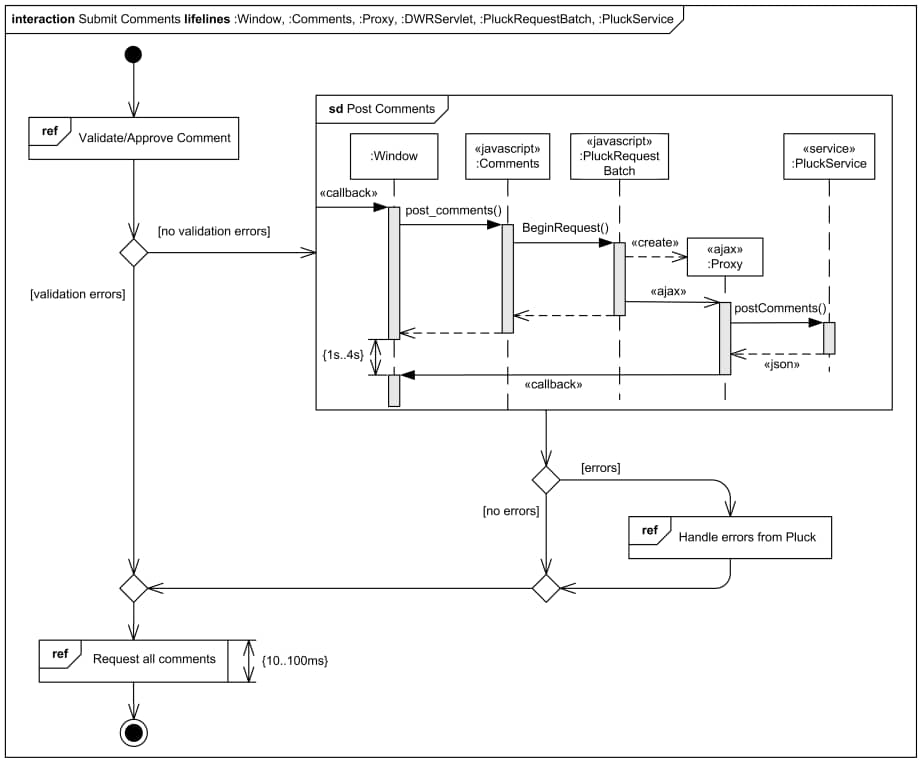 interaction Submit Comments lifelines :Window, :Comments, :Proxy, :DWRServlet, :PluckRequestBatch, :PluckService
ref
Validate/Approve Comment
[no validation errors]
[validation errors]
sd Post Comments
:Window
«javascript»
:Comments
«javascript»
:PluckRequest
Batch
«service»
:PluckService
«callback»
post_comments()
BeginRequest()
«create»
«ajax»
:Proxy
«ajax»
postComments()
{1s..4s}
«json»
«callback»
[errors]
[no errors]
ref
Handle errors from Pluck
ref
Request all comments
{10..100ms}